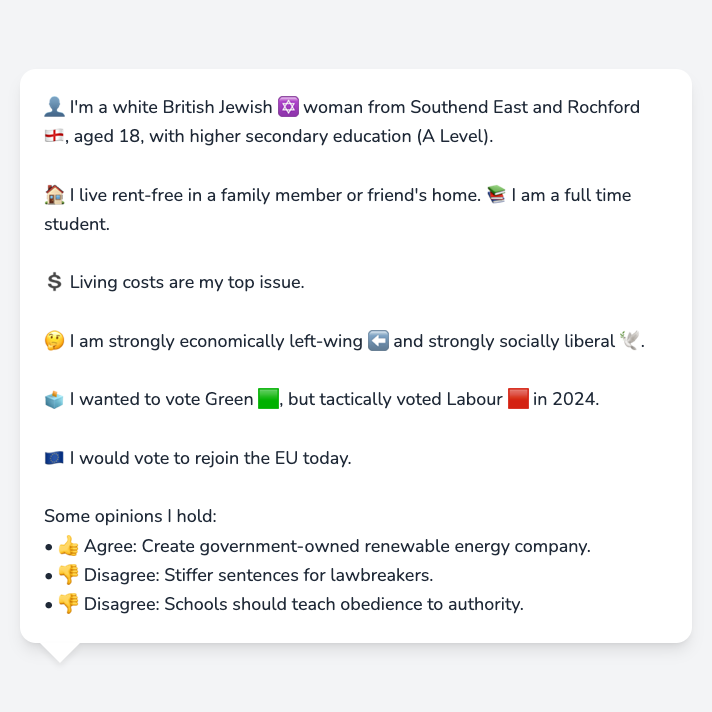 👤 I'm a white British Jewish ✡️ woman from Southend East and Rochford
🏴󠁧󠁢󠁥󠁮󠁧󠁿, aged 18, with higher secondary education (A Level).
🏠 I live rent-free in a family member or friend's home. 📚 I am a full time
student.
💲 Living costs are my top issue.
🤔 I am strongly economically left-wing ⬅️ and strongly socially liberal 🕊️.
🗳️ I wanted to vote Green 🟩, but tactically voted Labour 🟥 in 2024.
🇪🇺 I would vote to rejoin the EU today.
Some opinions I hold:
• 👍 Agree: Create government-owned renewable energy company.
• 👎 Disagree: Stiffer sentences for lawbreakers.
• 👎 Disagree: Schools should teach obedience to authority.